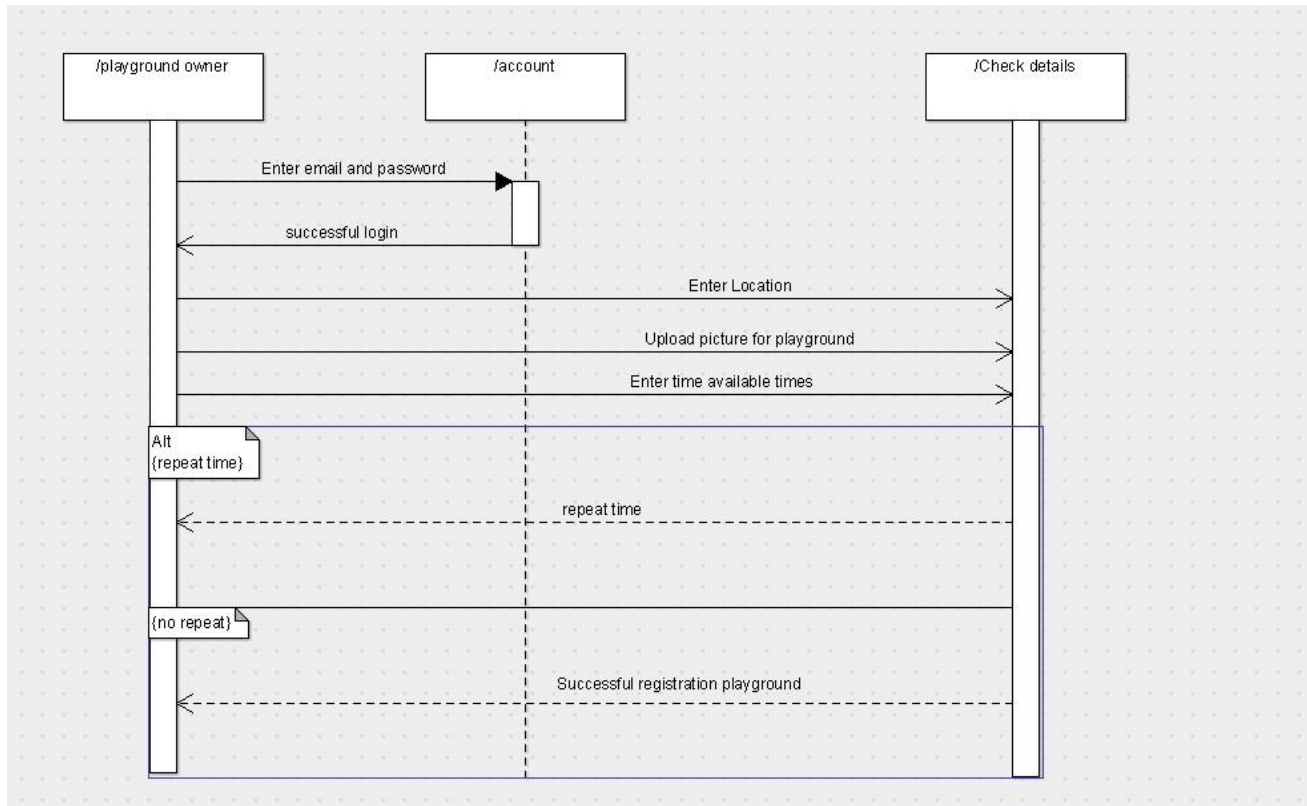 /playground owner
/account
/Check details
Enter email and password
successful login
Enter Location
Upload picture for playground
Enter time available times
Alt
{repeat time}
repeat time
{no repeat}
Successful registration playground